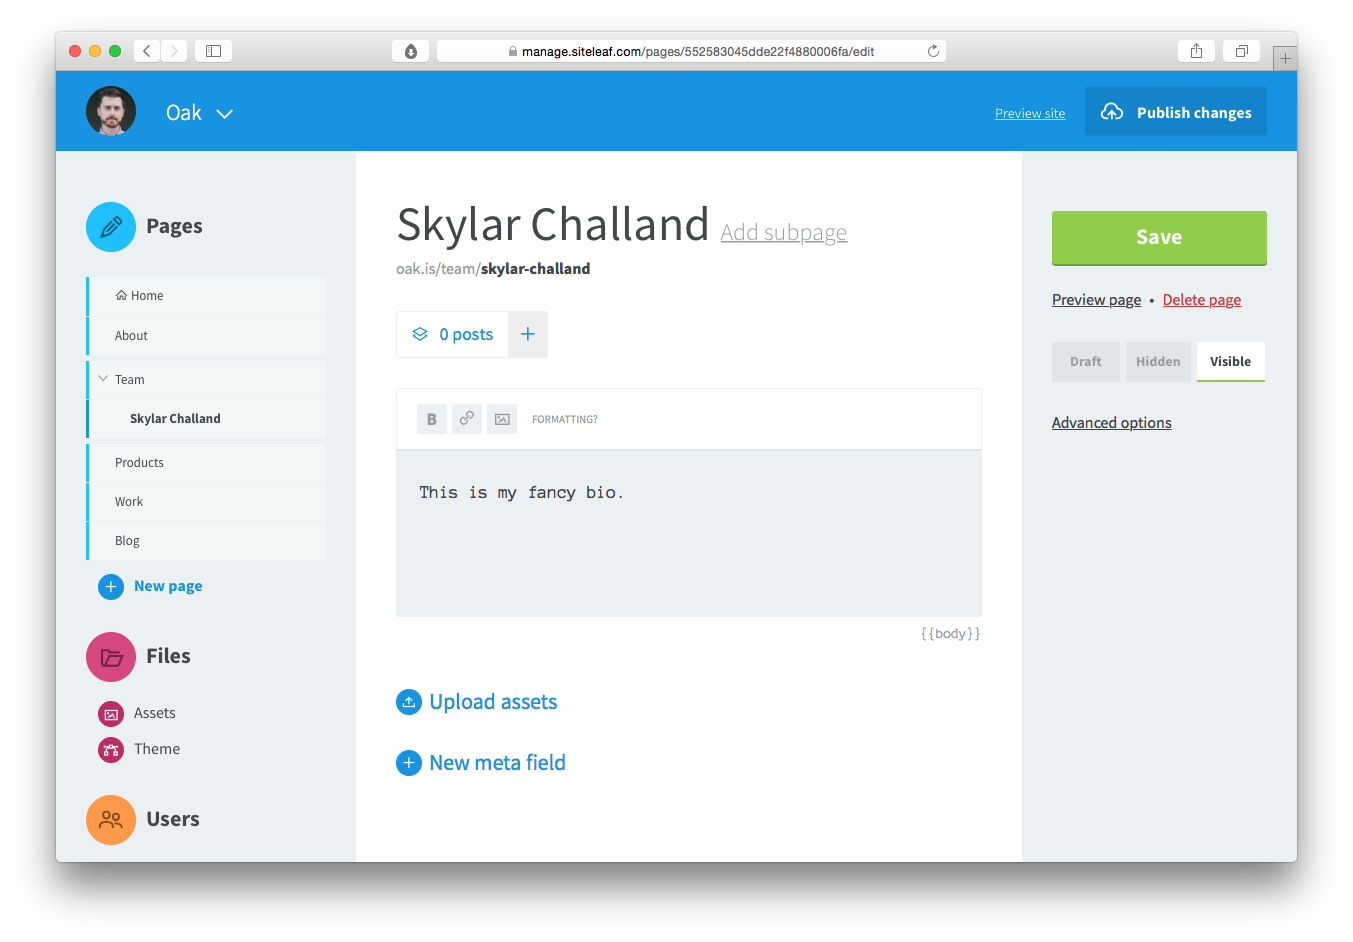 manage.siteleaf.com/pages/552583045dde22f4880006fa/edit
Oak
Preview site
Publish changes
Pages
Home
About
Team
Skylar Challand
Products
Work
Blog
New page
Files
Assets
Theme
Users
Skylar Challand Add subpage
oak.is/team/skylar-challand
0 posts
B
FORMATTING?
This is my fancy bio.
{{body}}
Upload assets
New meta field
Save
Preview page • Delete page
Draft Hidden Visible
Advanced options